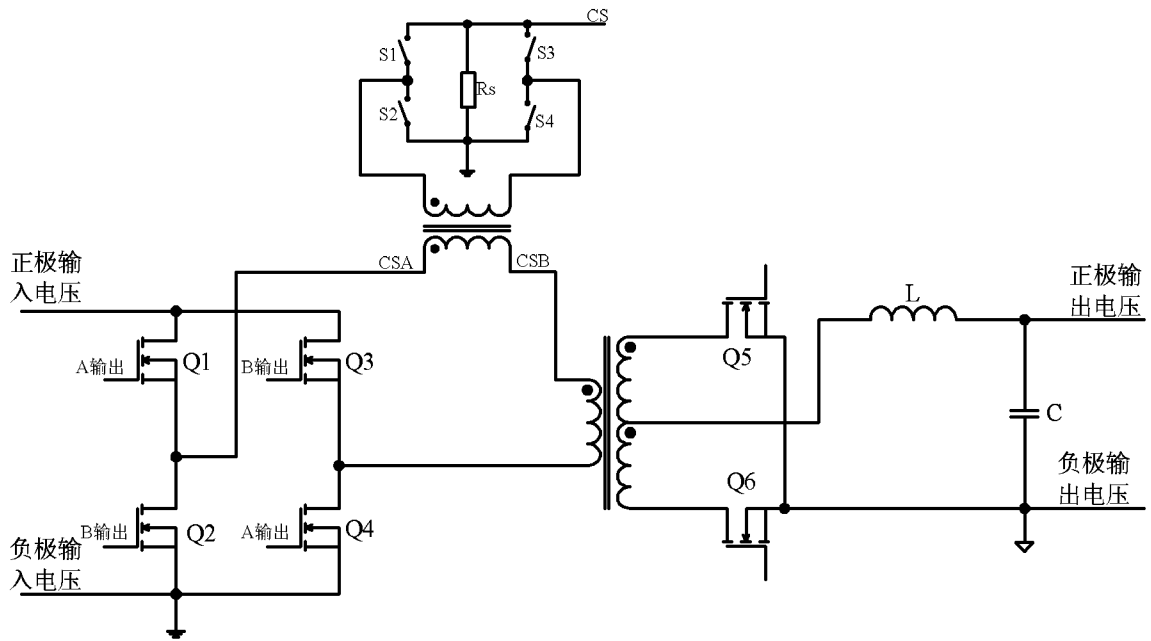 CS
S1
S3
Rs
S2
S4
CSA
CSB
正极输
入电压
正极输
出电压
L
A输出
Q1
B输出
Q3
Q5
C
负极输
出电压
Q6
B输出
Q2
A输出
Q4
负极输
入电压